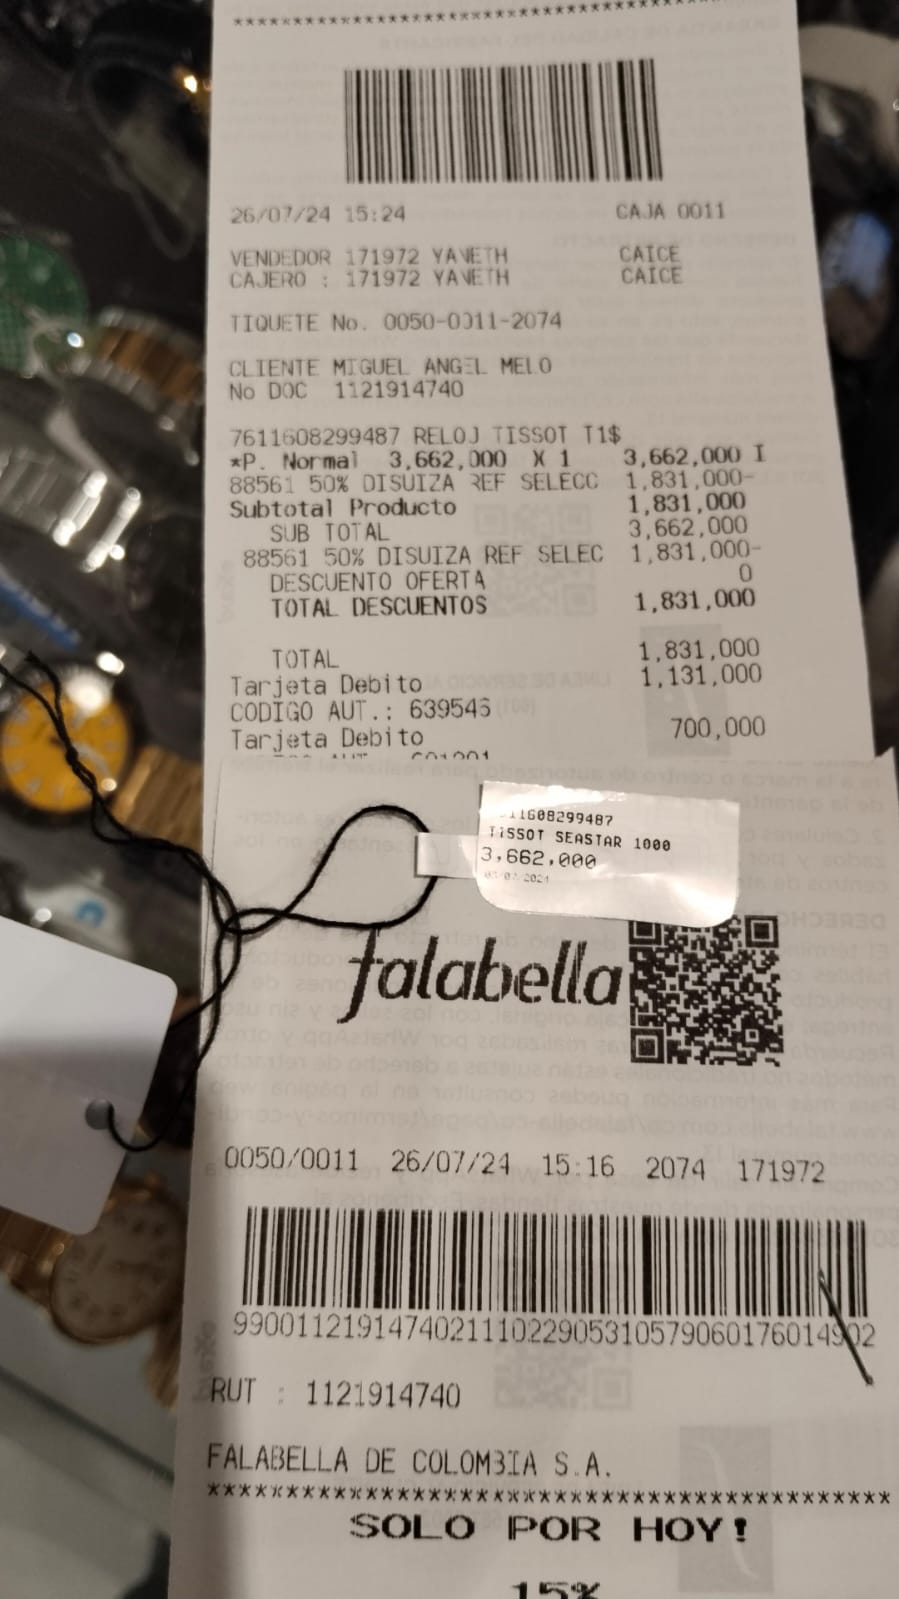 26/07/24 15:24 CAJA 0011
VENDEDOR 171972 YAVETH CAICE
CAJERO : 171972 YAVETH CAICE
TIQUETE No. 0050-0011-2074
CLIENTE MIGUEL ANGEL MELO
No DOC 1121914740
7611608299487 RELOJ TISSOT T1$
*P. Normal 3,662,000 X 1 3,662,000 I
88561 50% DISUIZA REF SELECC 1,831,000-
Subtotal Producto 1,831,000
SUB TOTAL 3,662,000
88561 50% DISUIZA REF SELEC 1,831,000-
DESCUENTO OFERTA 0
TOTAL DESCUENTOS 1,831,000
TOTAL 1,831,000
Tarjeta Debito 1,131,000
CODIGO AUT.: 639546
Tarjeta Debito 700,000
11608299487
TISSOT SEASTAR 1000
3,662,000
falabella
0050/0011 26/07/24 15:16 2074 171972
990011219147402111022905310579060176014902
RUT : 1121914740
FALABELLA DE COLOMBIA S.A.
******************************************
SOLO POR HOY!
15%